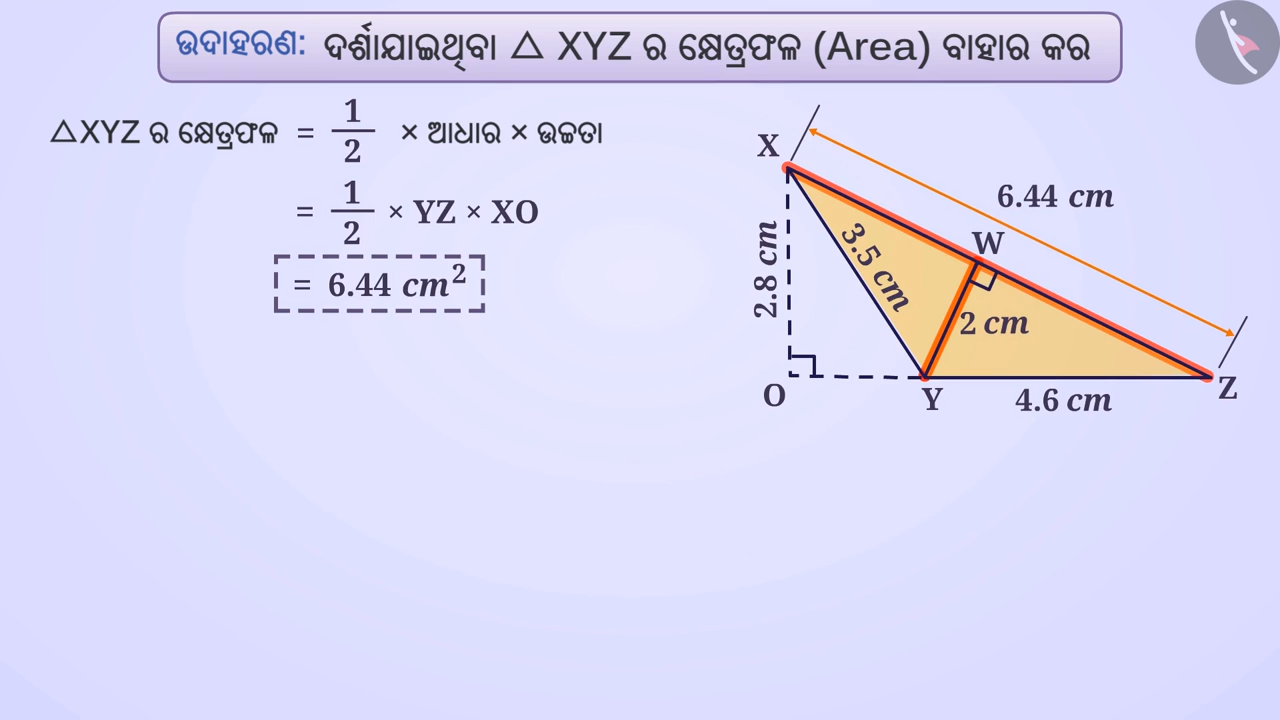 ଉଦାହରଣ: ଦର୍ଶାଯାଇଥିବା △ XYZ ର କ୍ଷେତ୍ରଫଳ (Area) ବାହାର କର
△XYZ ର କ୍ଷେତ୍ରଫଳ = 1/2 × ଆଧାର × ଉଚ୍ଚତା
= 1/2 × YZ × XO
= 6.44 cm²
X
6.44 cm
W
3.5 cm
2.8 cm
2 cm
O
Y
4.6 cm
Z